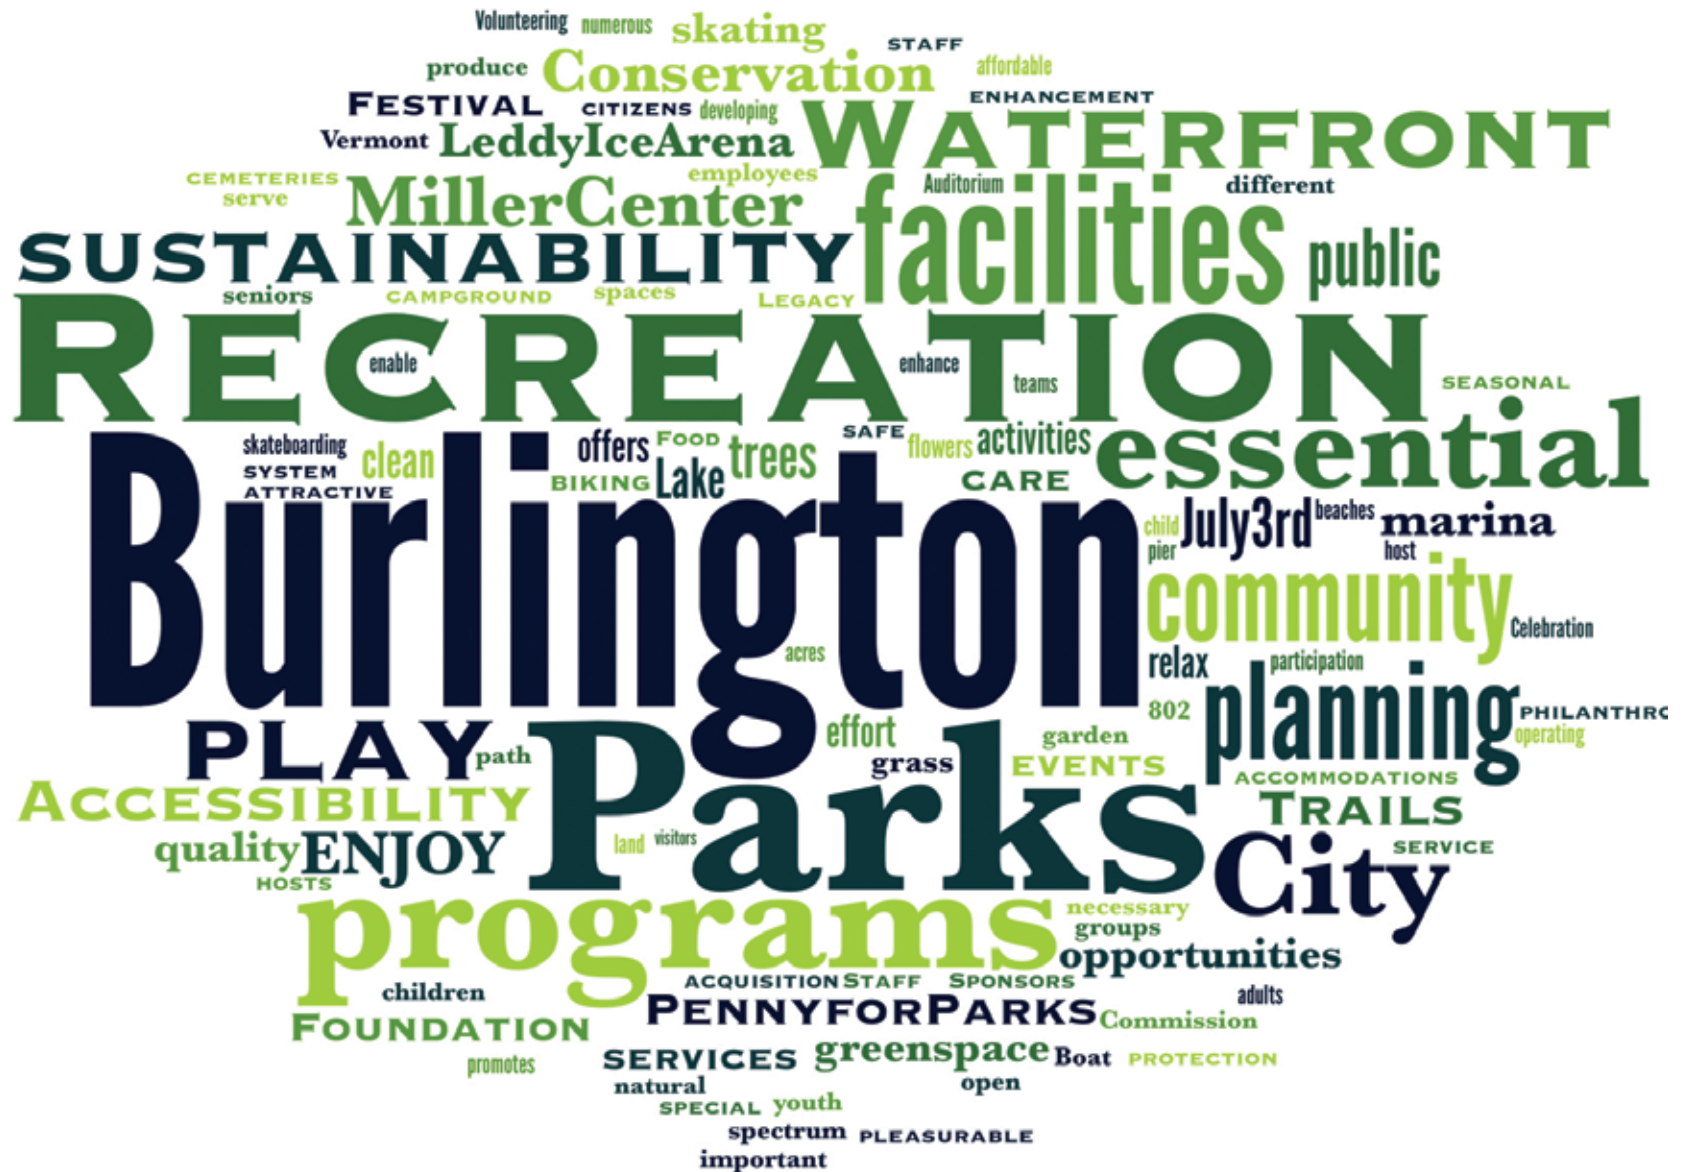 Volunteering numerous skating STAFF
produce Conservation affordable
FESTIVAL CITIZENS developing ENHANCEMENT
Vermont LeddyIceArena WATERFRONT
CEMETERIES employees Auditorium different
serve MillerCenter facilities
SUSTAINABILITY public
seniors CAMPGROUND spaces LEGACY
RECREATION
enable enhance teams SEASONAL
skateboarding clean offers FOOD trees SAFE flowers activities essential
SYSTEM BIKING Lake CARE
ATTRACTIVE
Burlington
child July3rd beaches marina
pier host
community
Celebration
acres relax participation
802 planning PHILANTHRO
PLAY path effort garden operating
grass EVENTS ACCOMMODATIONS
ACCESSIBILITY Parks TRAILS
quality ENJOY land visitors City SERVICE
HOSTS
programs necessary
groups
opportunities
children ACQUISITION STAFF SPONSORS adults
FOUNDATION PENNYFORPARKS Commission
promotes SERVICES greenspace Boat PROTECTION
natural open
SPECIAL youth
spectrum PLEASURABLE
important